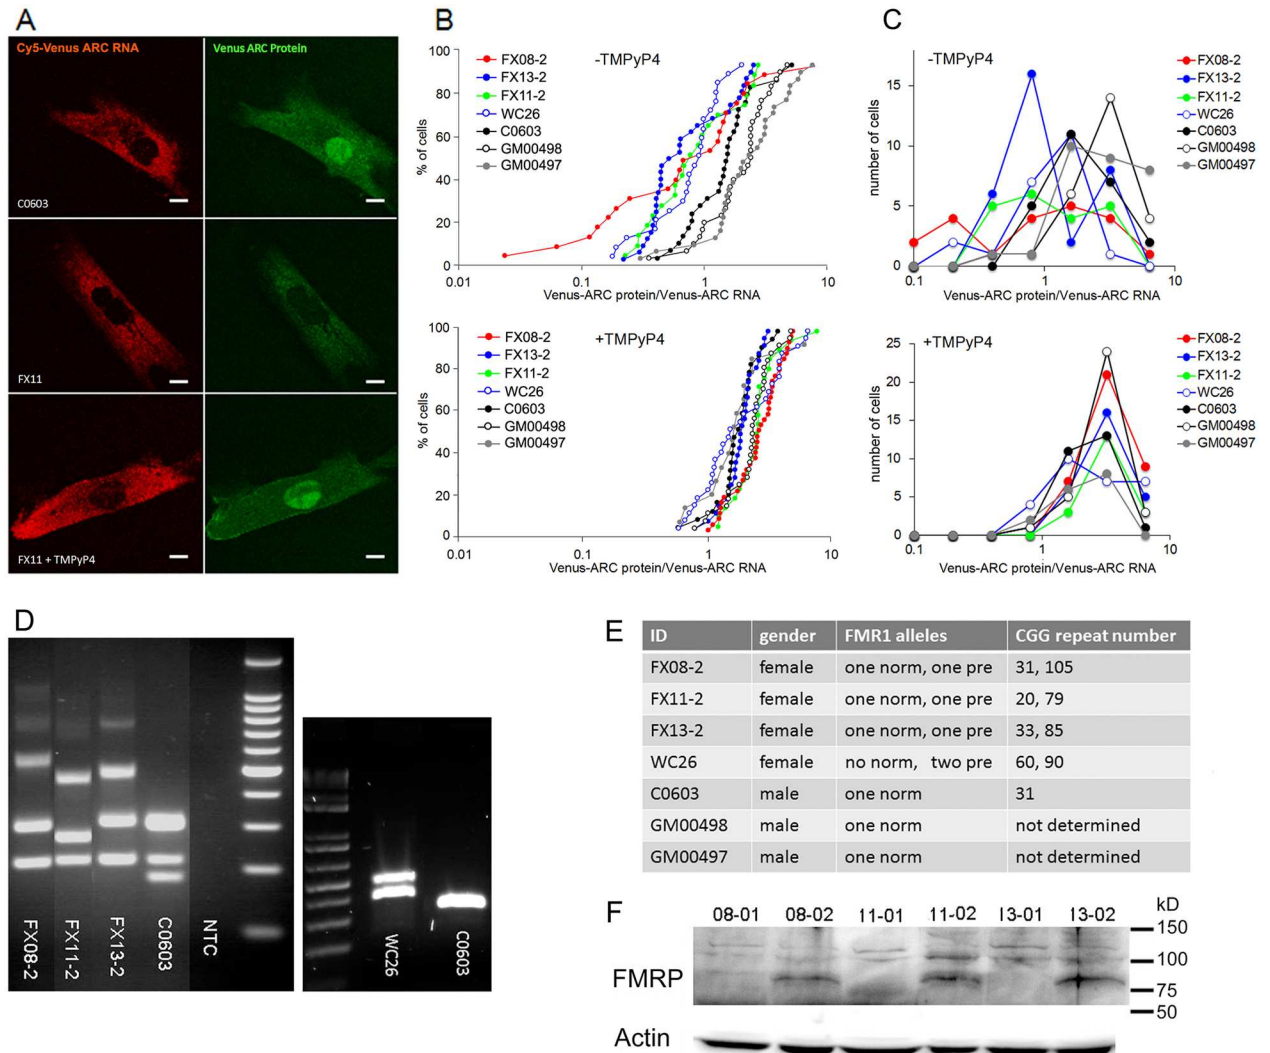 A
Cy5-Venus ARC RNA
Venus ARC Protein
C0603
FX11
FX11 + TMPyP4
B
-TMPyP4
100
80
60
40
20
0
% of cells
FX08-2
FX13-2
FX11-2
WC26
C0603
GM00498
GM00497
0.01
0.1
1
10
Venus-ARC protein/Venus-ARC RNA
+TMPyP4
100
80
60
40
20
0
% of cells
FX08-2
FX13-2
FX11-2
WC26
C0603
GM00498
GM00497
0.01
0.1
1
10
Venus-ARC protein/Venus-ARC RNA
C
-TMPyP4
15
10
5
0
number of cells
FX08-2
FX13-2
FX11-2
WC26
C0603
GM00498
GM00497
0.1
1
10
Venus-ARC protein/Venus-ARC RNA
+TMPyP4
25
20
15
10
5
0
number of cells
FX08-2
FX13-2
FX11-2
WC26
C0603
GM00498
GM00497
0.1
1
10
Venus-ARC protein/Venus-ARC RNA
D
FX08-2
FX11-2
FX13-2
C0603
NTC
WC26
C0603
E
ID gender FMR1 alleles CGG repeat number
FX08-2 female one norm, one pre 31, 105
FX11-2 female one norm, one pre 20, 79
FX13-2 female one norm, one pre 33, 85
WC26 female no norm, two pre 60, 90
C0603 male one norm 31
GM00498 male one norm not determined
GM00497 male one norm not determined
F
08-01 08-02 11-01 11-02 I3-01 13-02 kD
150
100
75
50
FMRP
Actin